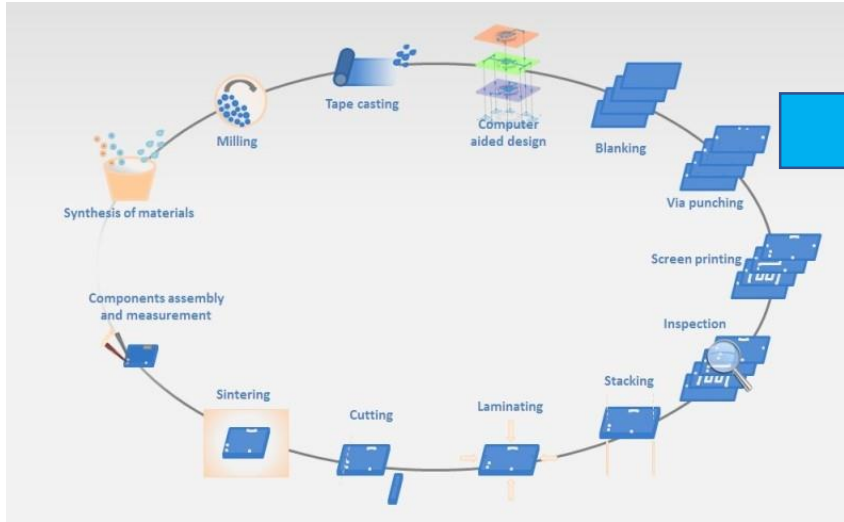 Synthesis of materials
Milling
Tape casting
Computer
aided design
Blanking
Via punching
Screen printing
Inspection
Stacking
Laminating
Cutting
Sintering
Components assembly
and measurement